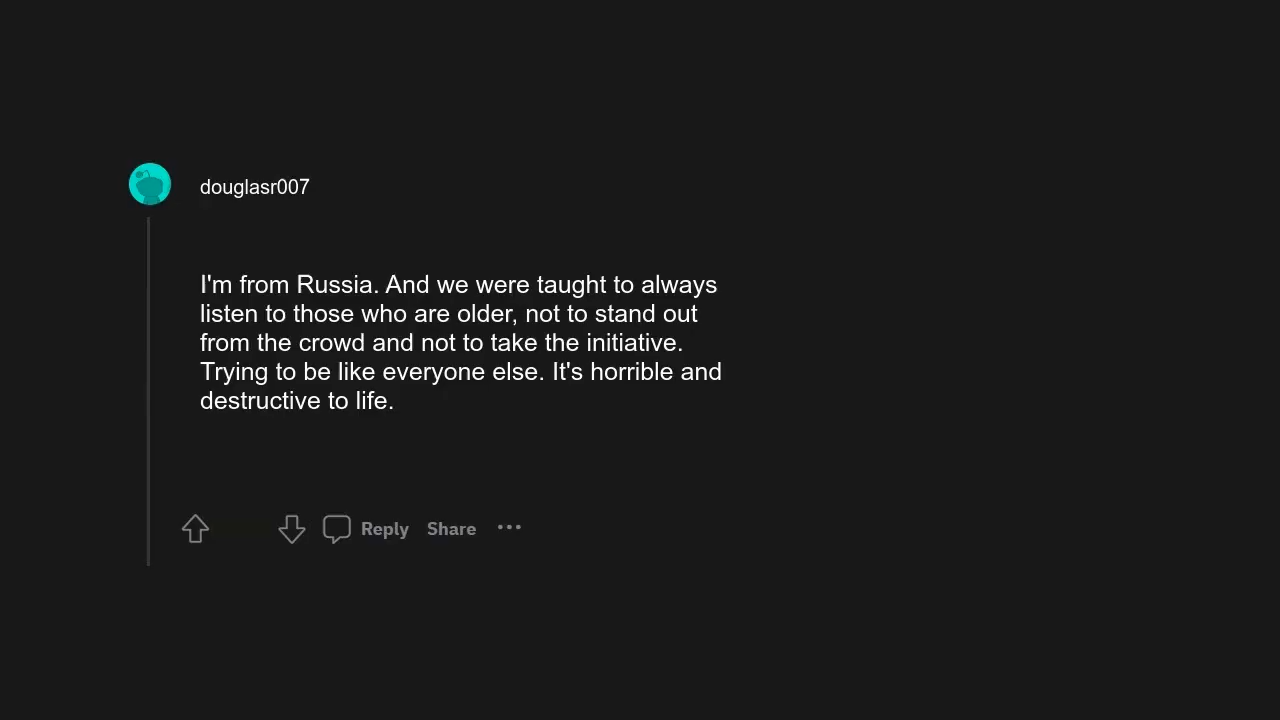 douglasr007
I'm from Russia. And we were taught to always
listen to those who are older, not to stand out
from the crowd and not to take the initiative.
Trying to be like everyone else. It's horrible and
destructive to life.
Reply Share